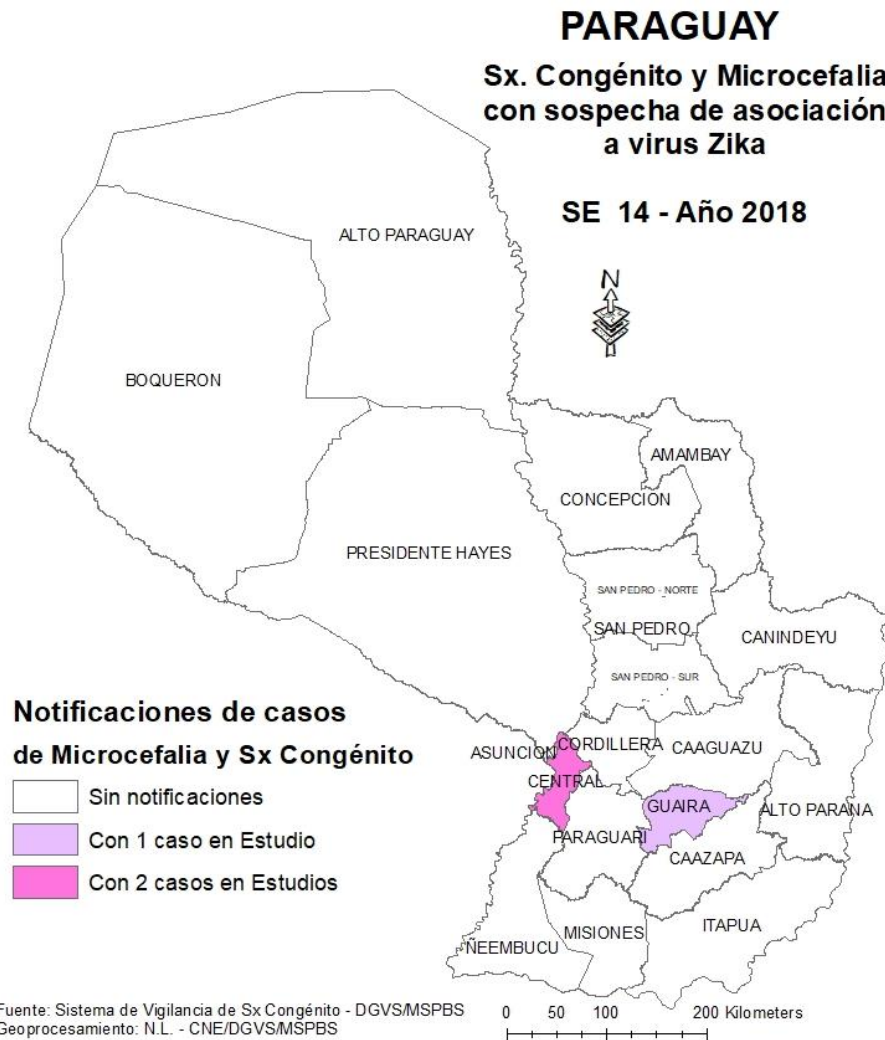 PARAGUAY
Sx. Congénito y Microcefalia
con sospecha de asociación
a virus Zika
SE 14 - Año 2018
N
ALTO PARAGUAY
BOQUERON
AMAMBAY
CONCEPCION
PRESIDENTE HAYES
SAN PEDRO - NORTE
SAN PEDRO
CANINDEYU
SAN PEDRO - SUR
ASUNCION
CORDILLERA
CAAGUAZU
CENTRAL
GUAIRA
ALTO PARANA
PARAGUARI
CAAZAPA
ITAPUA
MISIONES
ÑEEMBUCU
Notificaciones de casos
de Microcefalia y Sx Congénito
Sin notificaciones
Con 1 caso en Estudio
Con 2 casos en Estudios
Fuente: Sistema de Vigilancia de Sx Congénito - DGVS/MSPBS
Geoprocesamiento: N.L. - CNE/DGVS/MSPBS
0 50 100 200 Kilometers